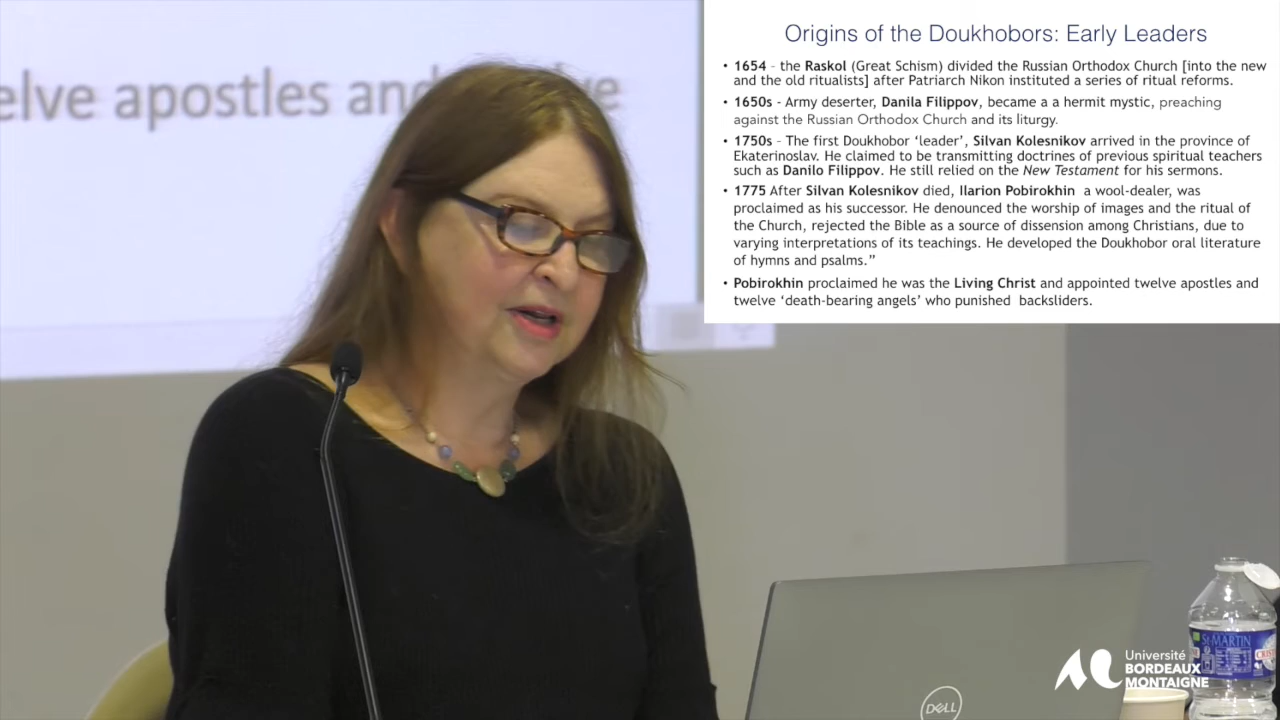 elve apostles and
Origins of the Doukhobors: Early Leaders
• 1654 - the Raskol (Great Schism) divided the Russian Orthodox Church [into the new
and the old ritualists] after Patriarch Nikon instituted a series of ritual reforms.
• 1650s - Army deserter, Danila Filippov, became a a hermit mystic, preaching
against the Russian Orthodox Church and its liturgy.
• 1750s - The first Doukhobor ‘leader’, Silvan Kolesnikov arrived in the province of
Ekaterinoslav. He claimed to be transmitting doctrines of previous spiritual teachers
such as Danilo Filippov. He still relied on the New Testament for his sermons.
• 1775 After Silvan Kolesnikov died, Ilarion Pobirokhin a wool-dealer, was
proclaimed as his successor. He denounced the worship of images and the ritual of
the Church, rejected the Bible as a source of dissension among Christians, due to
varying interpretations of its teachings. He developed the Doukhobor oral literature
of hymns and psalms.”
• Pobirokhin proclaimed he was the Living Christ and appointed twelve apostles and
twelve ‘death-bearing angels’ who punished backsliders.
ST-MARTIN
Université
BORDEAUX
MONTAIGNE
DELL